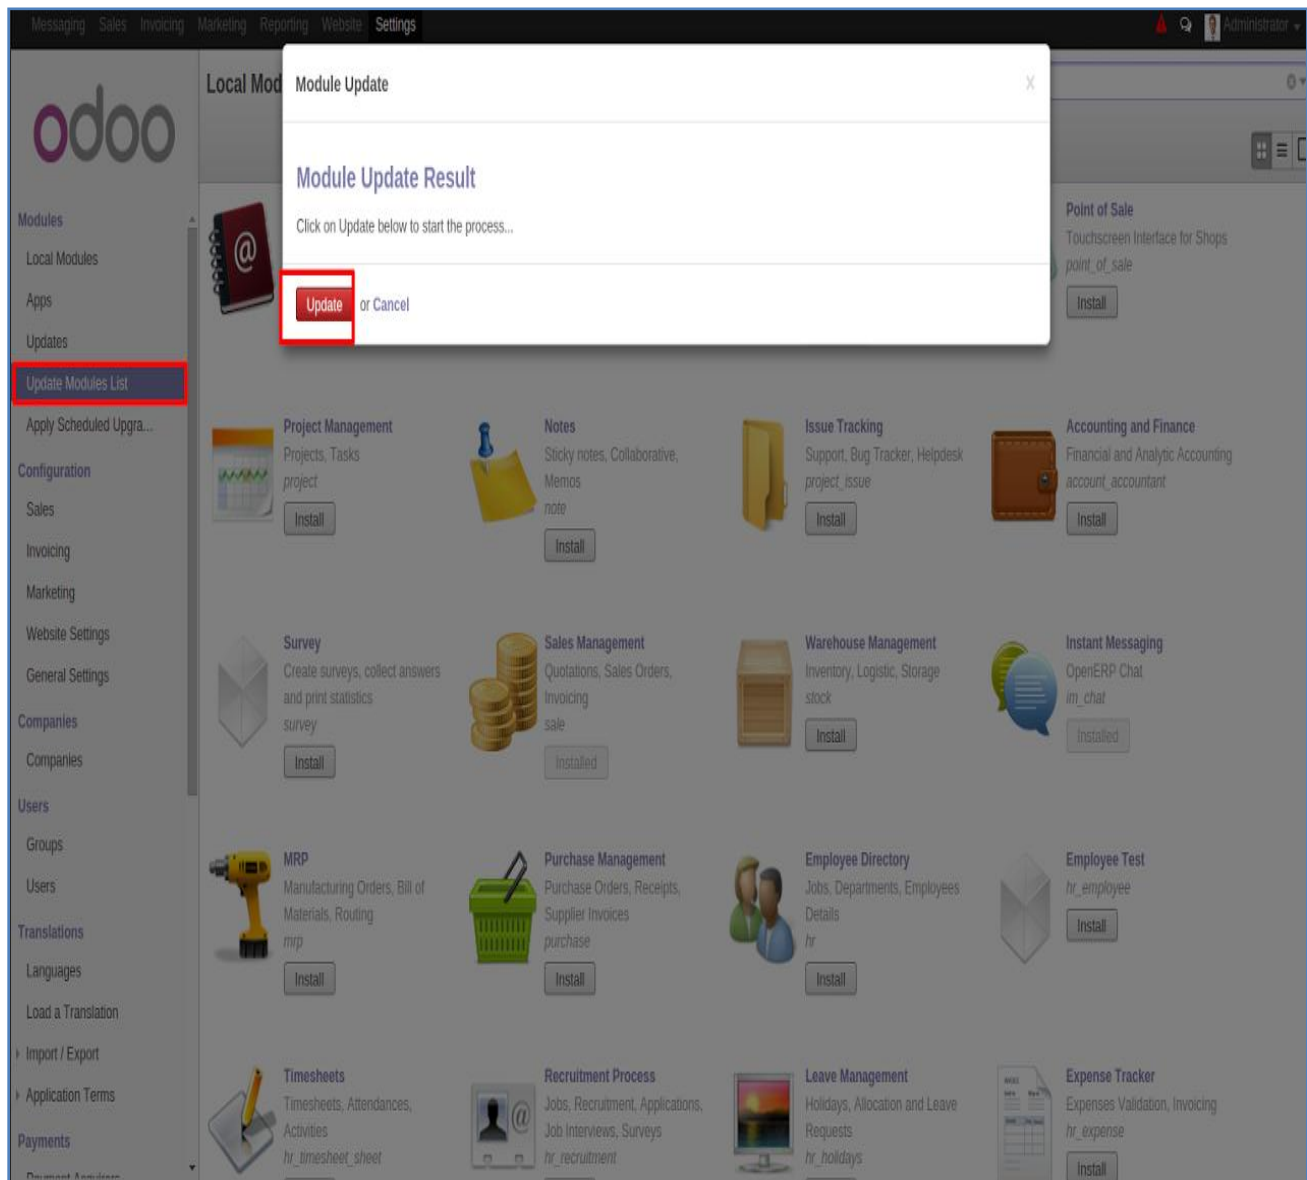 Messaging Sales Invoicing Marketing Reporting Website Settings Administrator
odoo
Local Mod
Modules
Local Modules
Apps
Updates
Update Modules List
Apply Scheduled Upgra...
Configuration
Sales
Invoicing
Marketing
Website Settings
General Settings
Companies
Companies
Users
Groups
Users
Translations
Languages
Load a Translation
Import / Export
Application Terms
Payments
Payment Acquirers
Module Update
X
Module Update Result
Click on Update below to start the process...
Update or Cancel
@
Point of Sale
Touchscreen Interface for Shops
point_of_sale
Install
Project Management
Projects, Tasks
project
Install
Notes
Sticky notes, Collaborative,
Memos
note
Install
Issue Tracking
Support, Bug Tracker, Helpdesk
project_issue
Install
Accounting and Finance
Financial and Analytic Accounting
account_accountant
Install
Survey
Create surveys, collect answers
and print statistics
survey
Install
Sales Management
Quotations, Sales Orders,
Invoicing
sale
Installed
Warehouse Management
Inventory, Logistic, Storage
stock
Install
Instant Messaging
OpenERP Chat
im_chat
Installed
MRP
Manufacturing Orders, Bill of
Materials, Routing
mrp
Install
Purchase Management
Purchase Orders, Receipts,
Supplier Invoices
purchase
Install
Employee Directory
Jobs, Departments, Employees
Details
hr
Install
Employee Test
hr_employee
Install
Timesheets
Timesheets, Attendances,
Activities
hr_timesheet_sheet
@
Recruitment Process
Jobs, Recruitment, Applications,
Job Interviews, Surveys
hr_recruitment
Leave Management
Holidays, Allocation and Leave
Requests
hr_holidays
Expense Tracker
Expenses Validation, Invoicing
hr_expense
Install